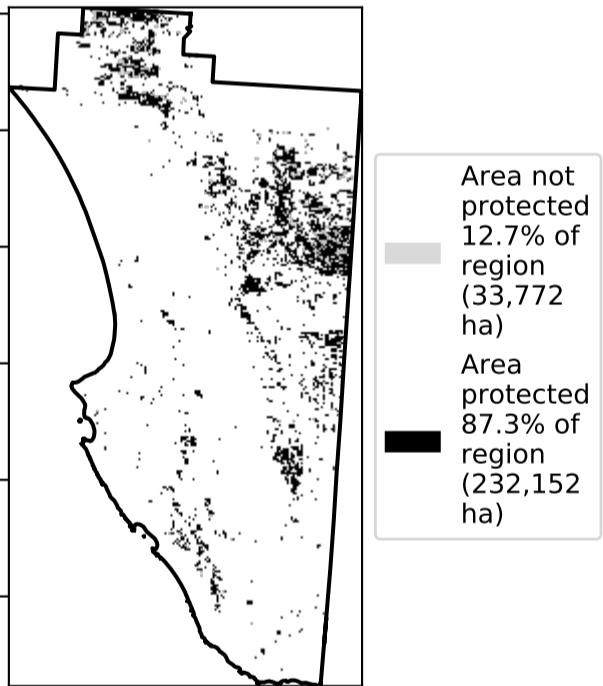 Area not
protected
12.7% of
region
(33,772
ha)
Area
protected
87.3% of
region
(232,152
ha)